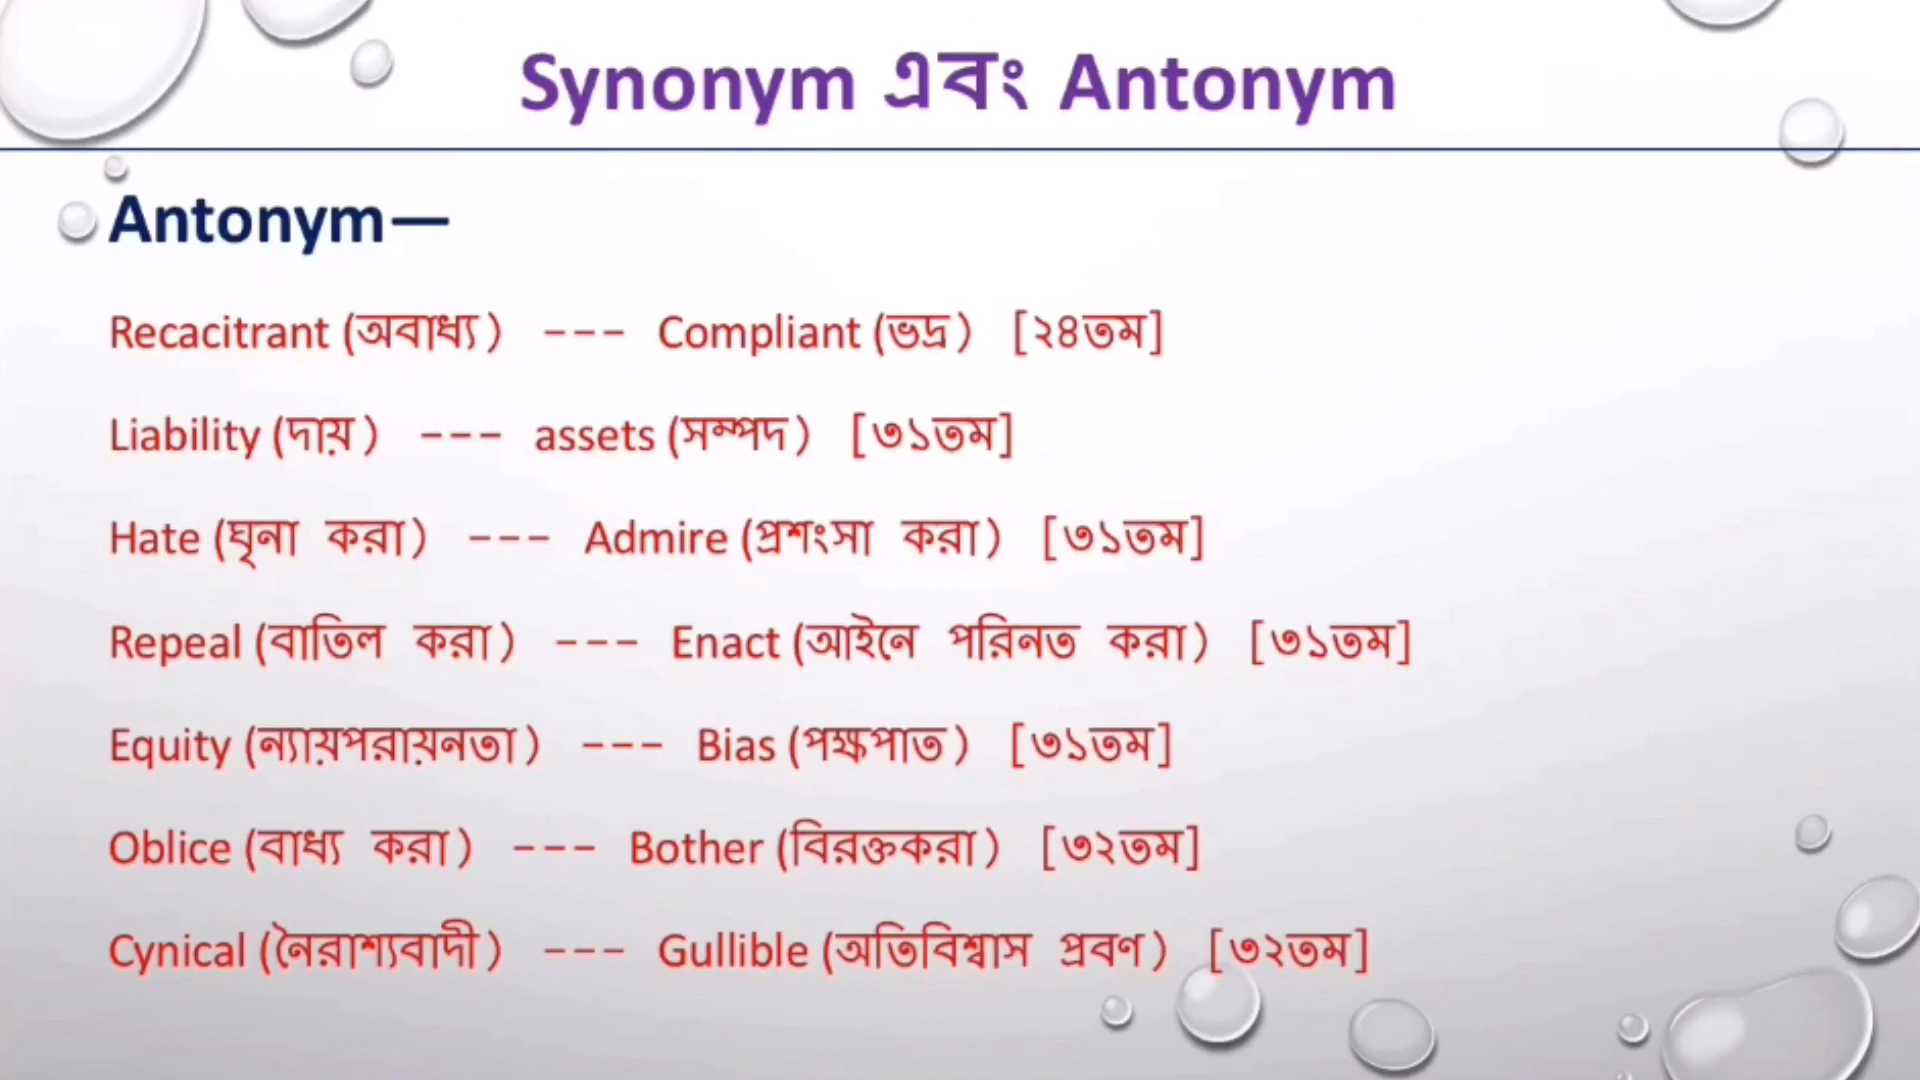 Synonym এবং Antonym
Antonym—
Recacitrant (অবাধ্য) --- Compliant (ভদ্র) [২৪তম]
Liability (দায়) --- assets (সম্পদ) [৩১তম]
Hate (ঘৃনা করা) --- Admire (প্রশংসা করা) [৩১তম]
Repeal (বাতিল করা) --- Enact (আইনে পরিনত করা) [৩১তম]
Equity (ন্যায়পরায়নতা) --- Bias (পক্ষপাত) [৩১তম]
Oblice (বাধ্য করা) --- Bother (বিরক্তকরা) [৩২তম]
Cynical (নৈরাশ্যবাদী) --- Gullible (অতিবিশ্বাস প্রবণ) [৩২তম]